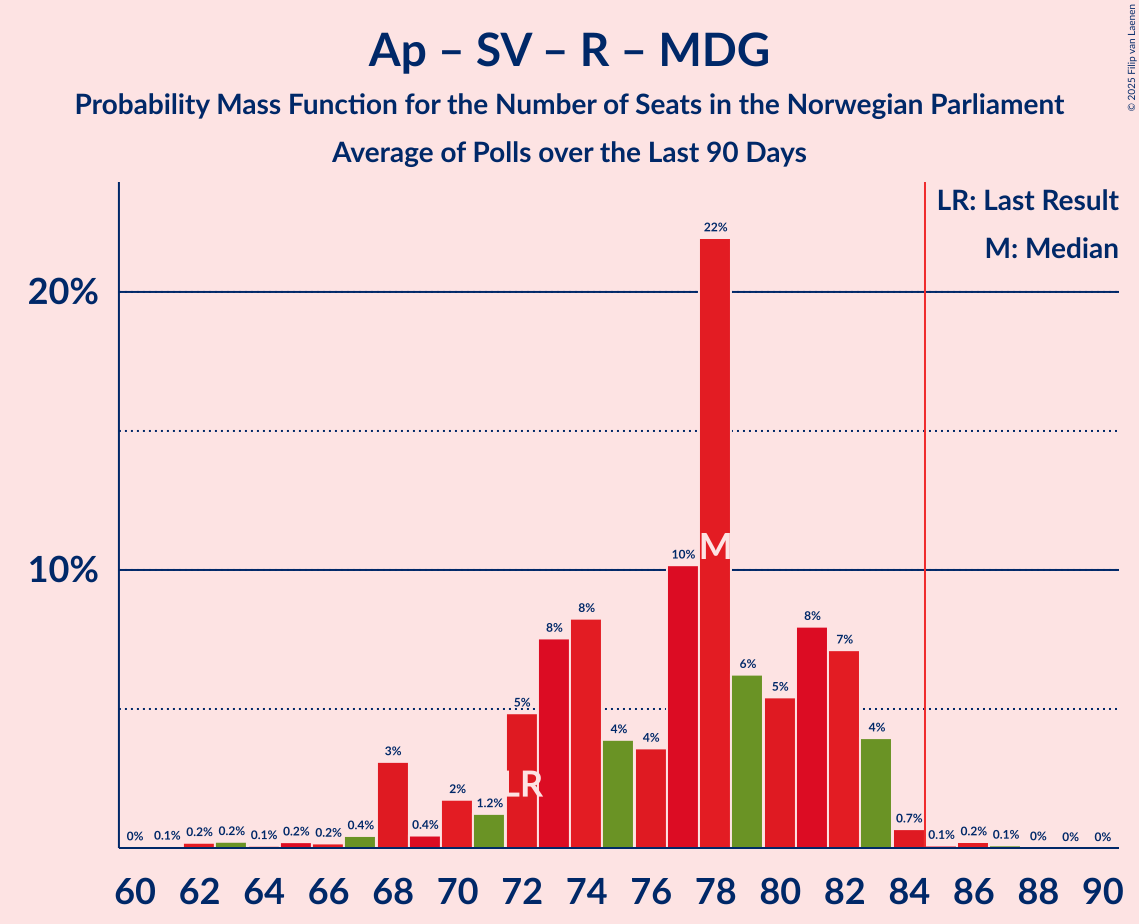 Ap – SV – R – MDG
Probability Mass Function for the Number of Seats in the Norwegian Parliament
Average of Polls over the Last 90 Days
© 2025 Filip van Laenen
LR: Last Result
M: Median
20%
10%
0% 0.1% 0.2% 0.2% 0.1% 0.2% 0.2% 0.4% 3% 0.4% 2% 1.2% 5% 8% 8% 4% 4% 10% 22% 6% 5% 8% 7% 4% 0.7% 0.1% 0.2% 0.1% 0% 0% 0%
M
LR
60 62 64 66 68 70 72 74 76 78 80 82 84 86 88 90